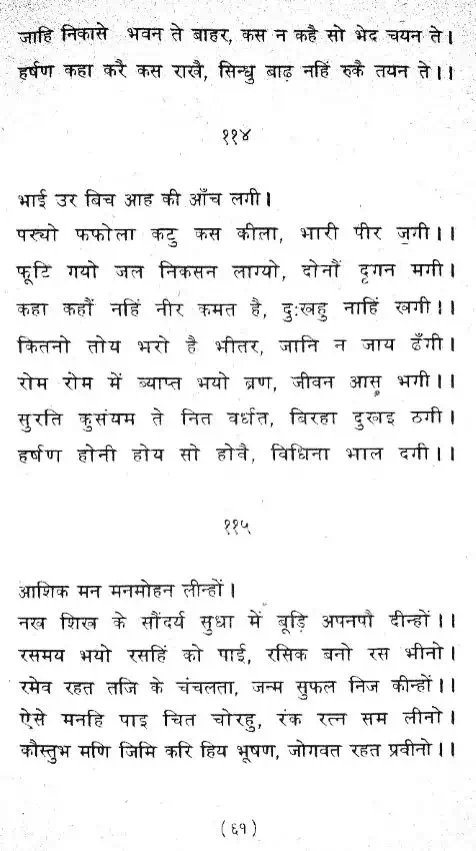 जाहि निकासे भवन ते बाहर, कस न कहै सो भेद चयन ते।
हर्षण कहा करै कस राखै, सिन्धु बाढ़ नहिं रुकै तयन ते।।
११४
भाई उर बिच आह की आँच लगी।
पर्यो फफोला कटु कस कीला, भारी पीर जगी।।
फूटि गयो जल निकसन लाग्यो, दोनौं दृगन मगी।
कहा कहौं नहिं नीर कमत है, दुःखहु नाहिं खगी।।
कितनो तोय भरो है भीतर, जानि न जाय ढँगी।
रोम रोम में ब्याप्त भयो ब्रण, जीवन आसु भगी।।
सुरति कुसंयम ते नित वर्धत, बिरहा दुखइ ठगी।
हर्षण होनी होय सो होवै, विधिना भाल दगी।।
११५
आशिक मन मनमोहन लीन्हों।
नख शिख के सौंदर्य सुधा में बूड़ि अपनपौ दीन्हों।।
रसमय भयो रसहिं को पाई, रसिक बनो रस भीनो।
रमेव रहत तजि के चंचलता, जन्म सुफल निज कीन्हों।।
ऐसे मनहि पाइ चित चोरहु, रंक रत्न सम लीनो।
कौस्तुभ मणि जिमि करि हिय भूषण, जोगवत रहत प्रवीनो।।
(६१)